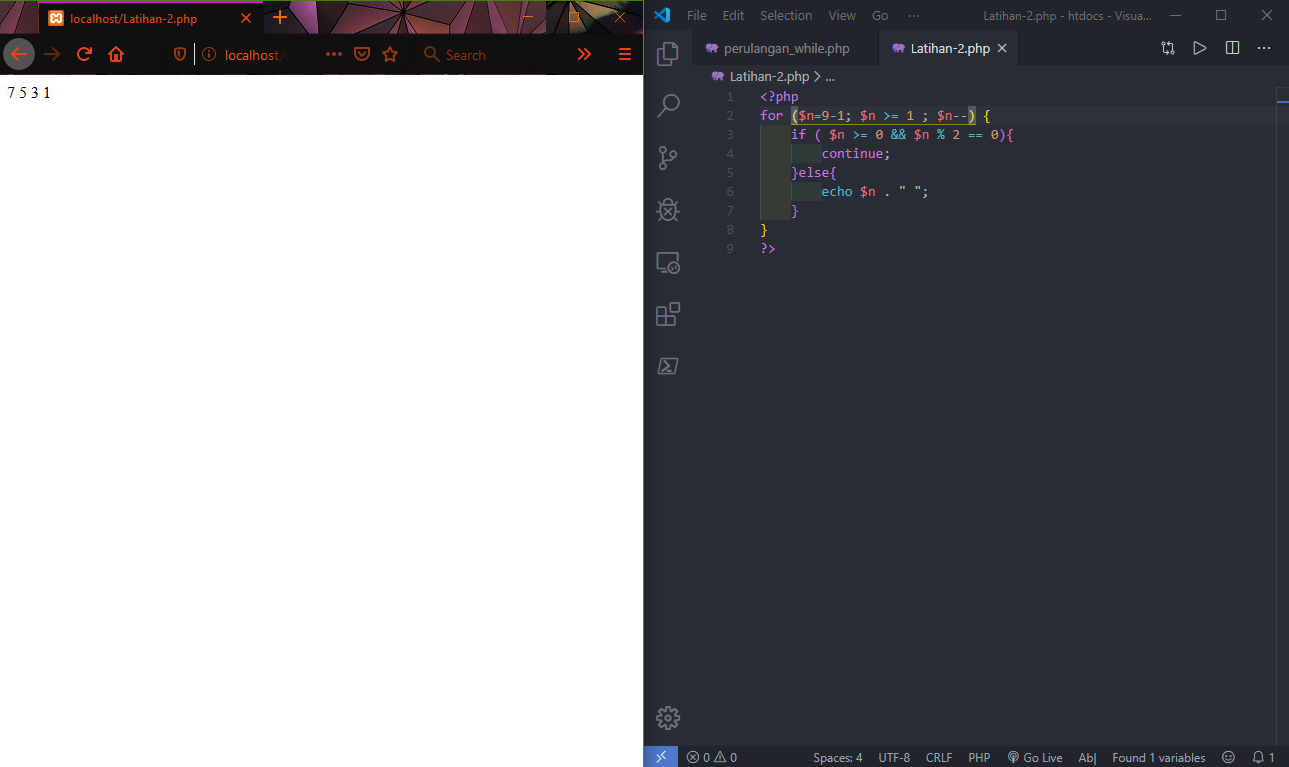 localhost/Latihan-2.php
localhost/
Search
7 5 3 1
File Edit Selection View Go ··· Latihan-2.php - htdocs - Visua...
perulangan_while.php Latihan-2.php
Latihan-2.php > ...
1 <?php
2 for ($n=9-1; $n >= 1 ; $n--) {
3 if ( $n >= 0 && $n % 2 == 0){
4 continue;
5 }else{
6 echo $n . " ";
7 }
8 }
9 ?>
0 0 Spaces: 4 UTF-8 CRLF PHP Go Live Ab| Found 1 variables 1